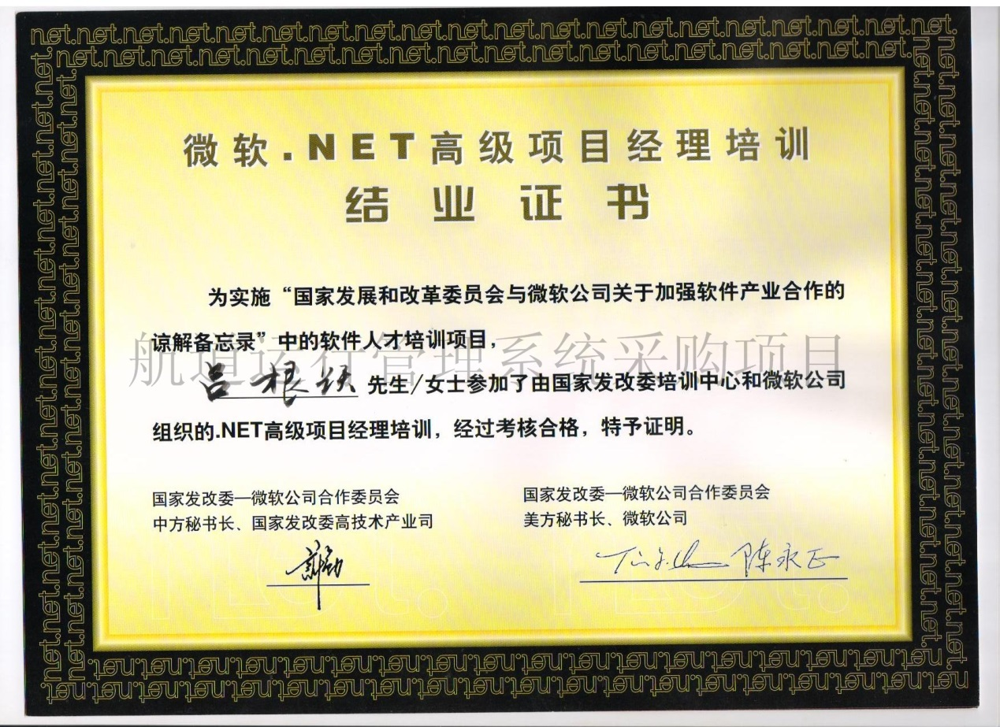 微软.NET高级项目经理培训
结业证书
为实施“国家发展和改革委员会与微软公司关于加强软件产业合作的
谅解备忘录”中的软件人才培训项目，
航道运行管理系统采购项目
吕根 先生/女士参加了由国家发改委培训中心和微软公司
组织的.NET高级项目经理培训，经过考核合格，特予证明。
国家发改委—微软公司合作委员会
中方秘书长、国家发改委高技术产业司
国家发改委—微软公司合作委员会
美方秘书长、微软公司
陈永正